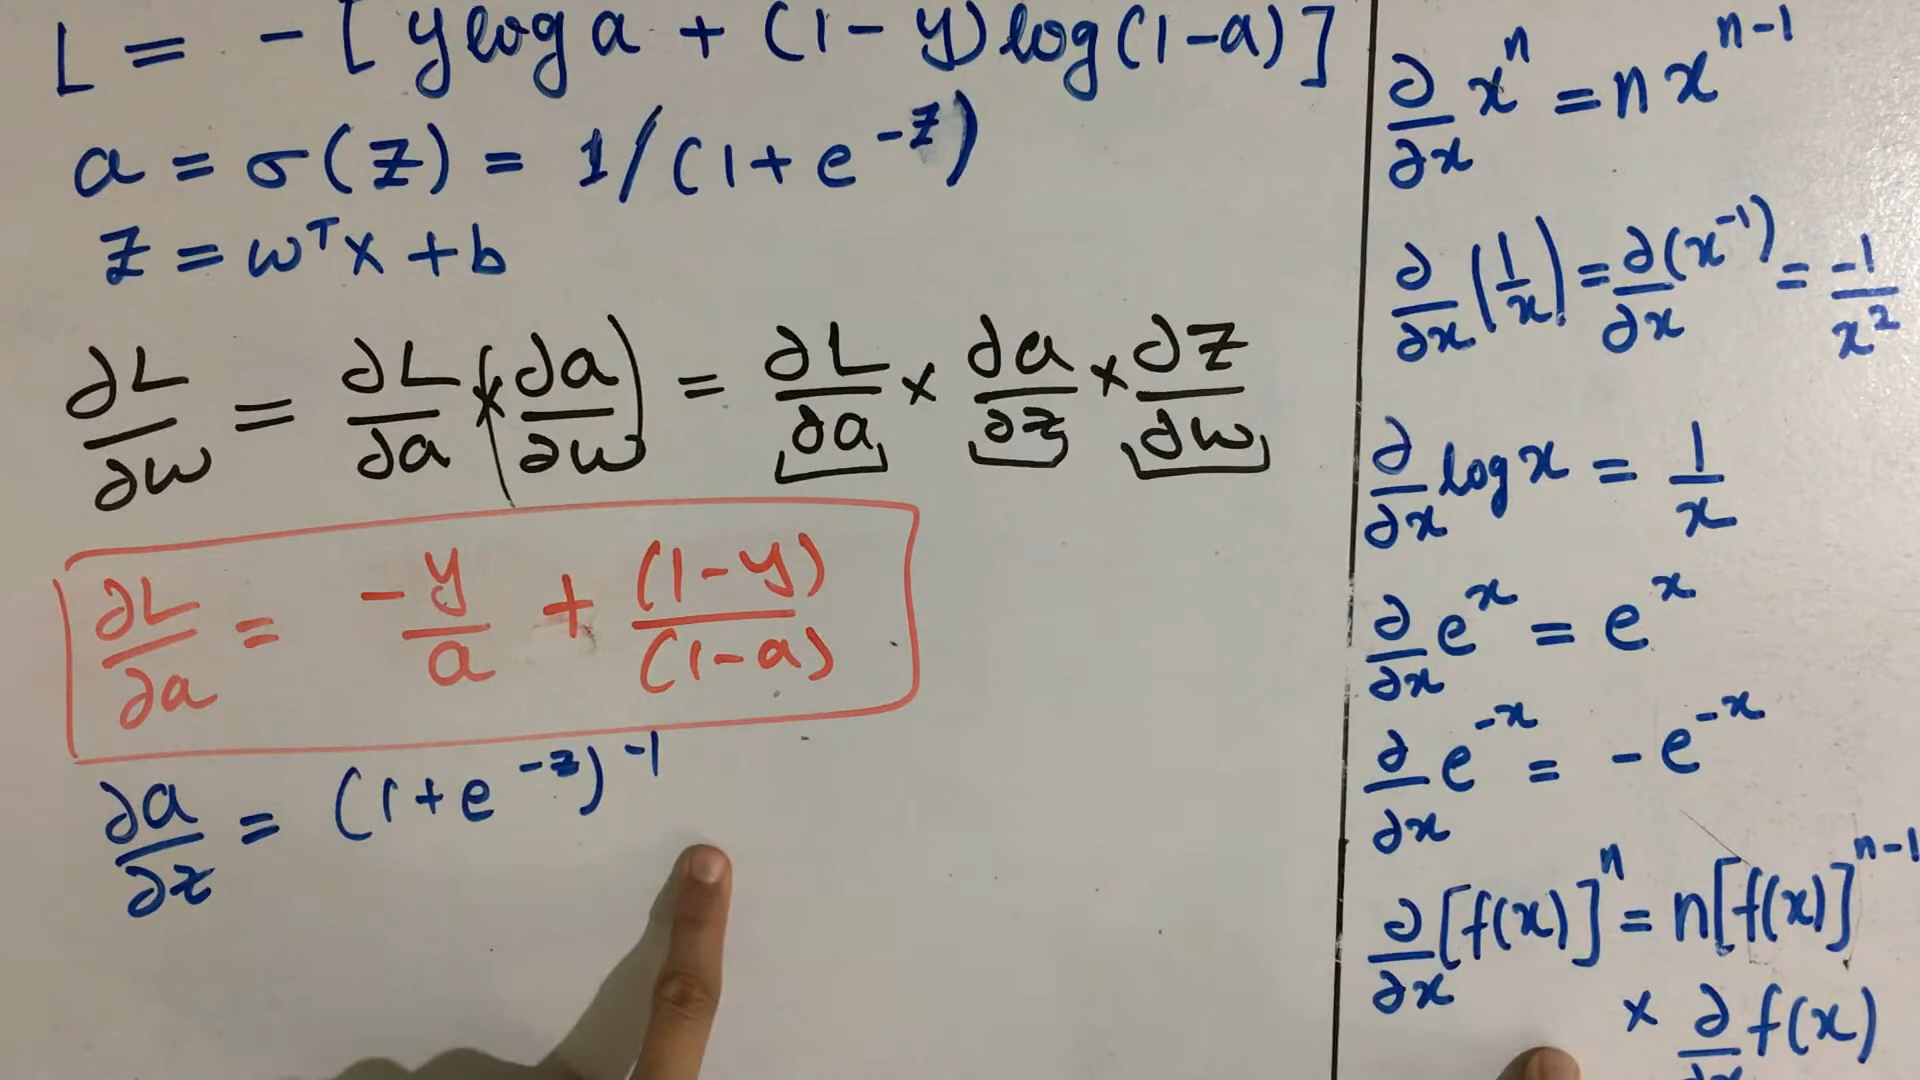 L = - [ y log a + (1 - y) log (1 - a) ]
a = σ(z) = 1/(1 + e^-z)
z = w^T x + b
∂L/∂w = ∂L/∂a × (∂a/∂w) = ∂L/∂a × ∂a/∂z × ∂z/∂w
∂L/∂a = -y/a + (1-y)/(1-a)
∂a/∂z = (1 + e^-z)^-1
∂/∂x x^n = n x^n-1
∂/∂x (1/x) = ∂(x^-1)/∂x = -1/x^2
∂/∂x log x = 1/x
∂/∂x e^x = e^x
∂/∂x e^-x = - e^-x
∂/∂x [f(x)]^n = n[f(x)]^n-1
× ∂/∂x f(x)